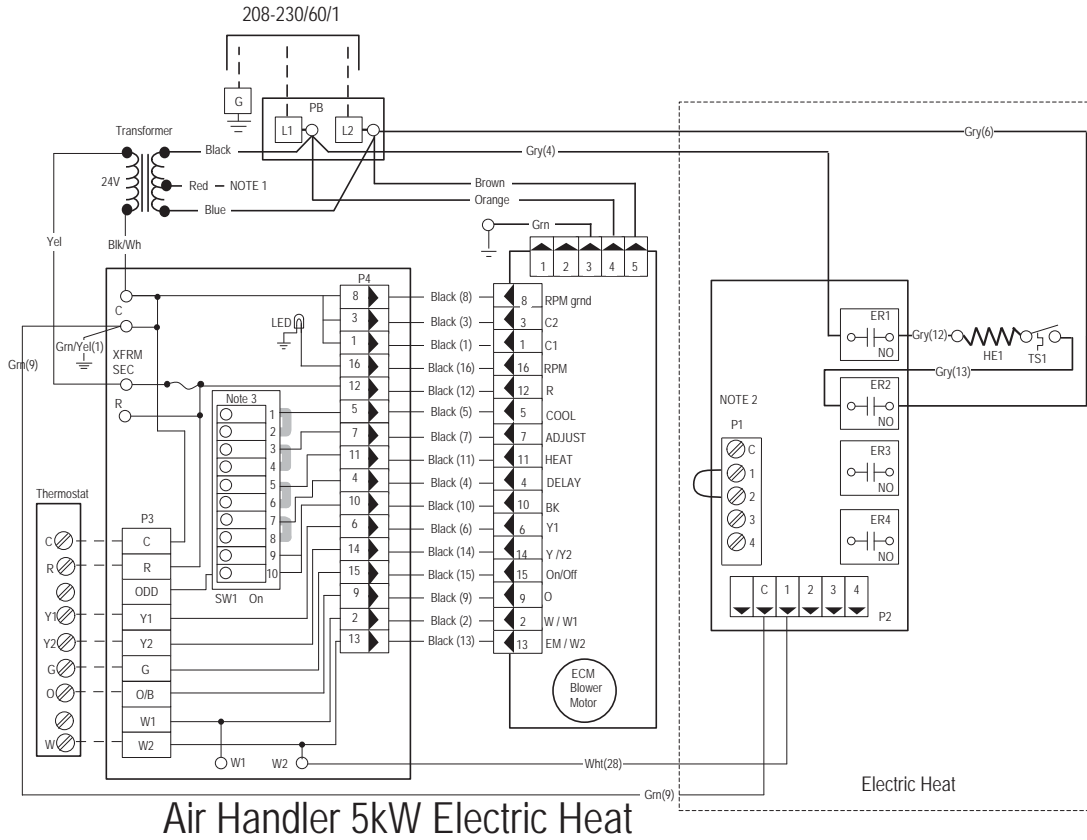 208-230/60/1
G
PB
L1
L2
Transformer
24V
Black
Red
NOTE 1
Blue
Gry(4)
Gry(6)
Brown
Orange
Grn
Yel
Blk/Wh
1 2 3 4 5
C
Grn/Yel(1)
Grn(9)
XFRM
SEC
R
LED
P4
8 Black (8) 8 RPM grnd
3 Black (3) 3 C2
1 Black (1) 1 C1
16 Black (16) 16 RPM
12 Black (12) 12 R
5 Black (5) 5 COOL
7 Black (7) 7 ADJUST
11 Black (11) 11 HEAT
4 Black (4) 4 DELAY
10 Black (10) 10 BK
6 Black (6) 6 Y1
14 Black (14) 14 Y /Y2
15 Black (15) 15 On/Off
9 Black (9) 9 O
2 Black (2) 2 W / W1
13 Black (13) 13 EM / W2
Note 3
1
2
3
4
5
6
7
8
9
10
SW1 On
Thermostat
C
R
Y1
Y2
G
O
W
P3
C
R
ODD
Y1
Y2
G
O/B
W1
W2
W1
W2
ECM
Blower
Motor
ER1
NO
Gry(12)
HE1
TS1
Gry(13)
ER2
NO
ER3
NO
ER4
NO
NOTE 2
P1
C
1
2
3
4
C 1 2 3 4
P2
Wht(28)
Grn(9)
Electric Heat
Air Handler 5kW Electric Heat